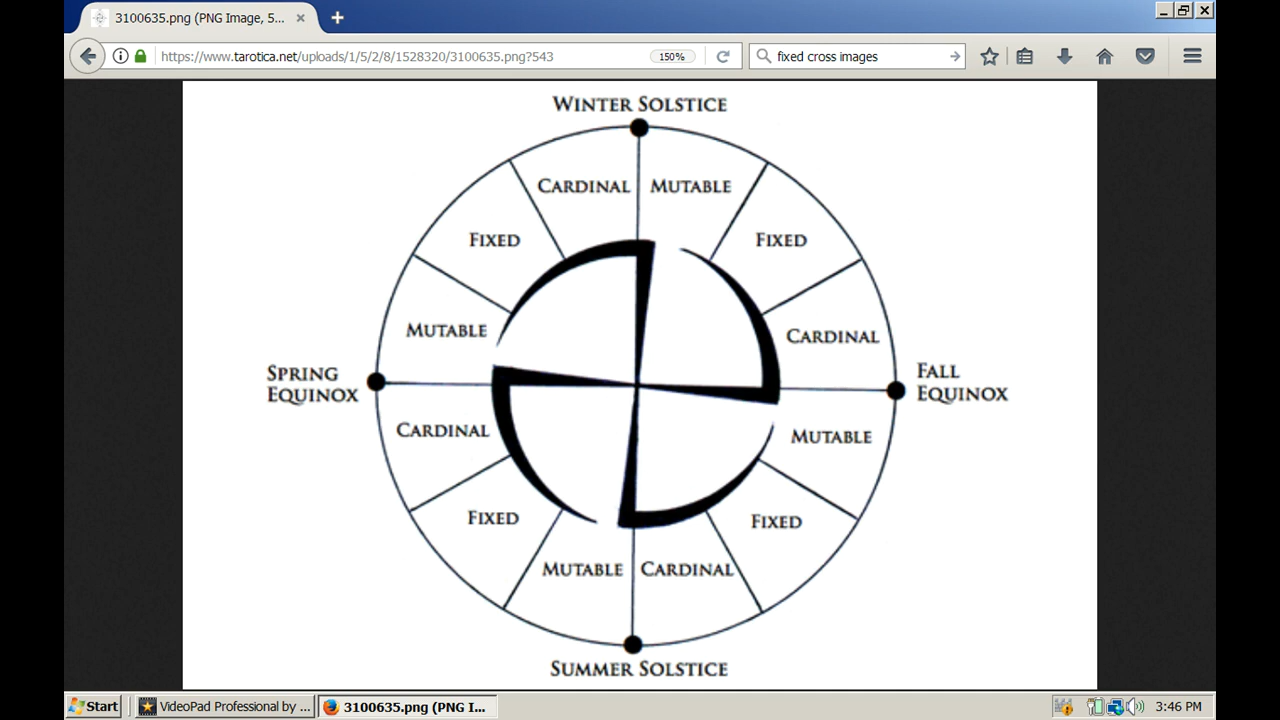 3100635.png (PNG Image, 5...
https://www.tarotica.net/uploads/1/5/2/8/1528320/3100635.png?543
150%
fixed cross images
WINTER SOLSTICE
CARDINAL
MUTABLE
FIXED
FIXED
MUTABLE
CARDINAL
SPRING
EQUINOX
FALL
EQUINOX
CARDINAL
MUTABLE
FIXED
FIXED
MUTABLE
CARDINAL
SUMMER SOLSTICE
Start
VideoPad Professional by ...
3100635.png (PNG I...
3:46 PM